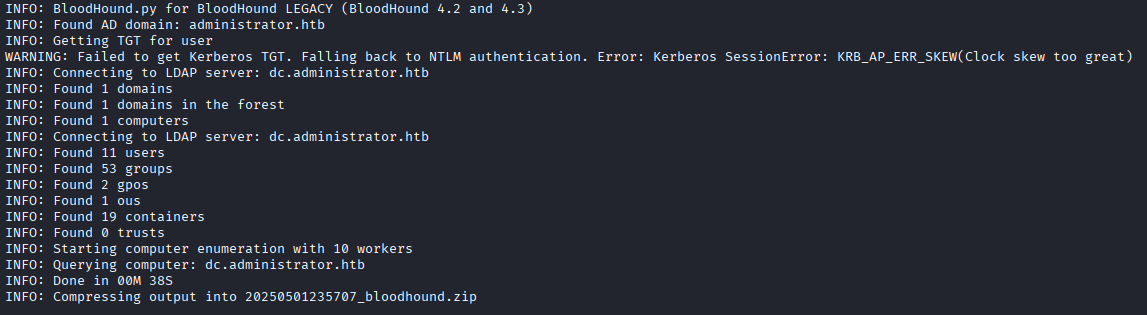 INFO: BloodHound.py for BloodHound LEGACY (BloodHound 4.2 and 4.3)
INFO: Found AD domain: administrator.htb
INFO: Getting TGT for user
WARNING: Failed to get Kerberos TGT. Falling back to NTLM authentication. Error: Kerberos SessionError: KRB_AP_ERR_SKEW(Clock skew too great)
INFO: Connecting to LDAP server: dc.administrator.htb
INFO: Found 1 domains
INFO: Found 1 domains in the forest
INFO: Found 1 computers
INFO: Connecting to LDAP server: dc.administrator.htb
INFO: Found 11 users
INFO: Found 53 groups
INFO: Found 2 gpos
INFO: Found 1 ous
INFO: Found 19 containers
INFO: Found 0 trusts
INFO: Starting computer enumeration with 10 workers
INFO: Querying computer: dc.administrator.htb
INFO: Done in 00M 38S
INFO: Compressing output into 20250501235707_bloodhound.zip